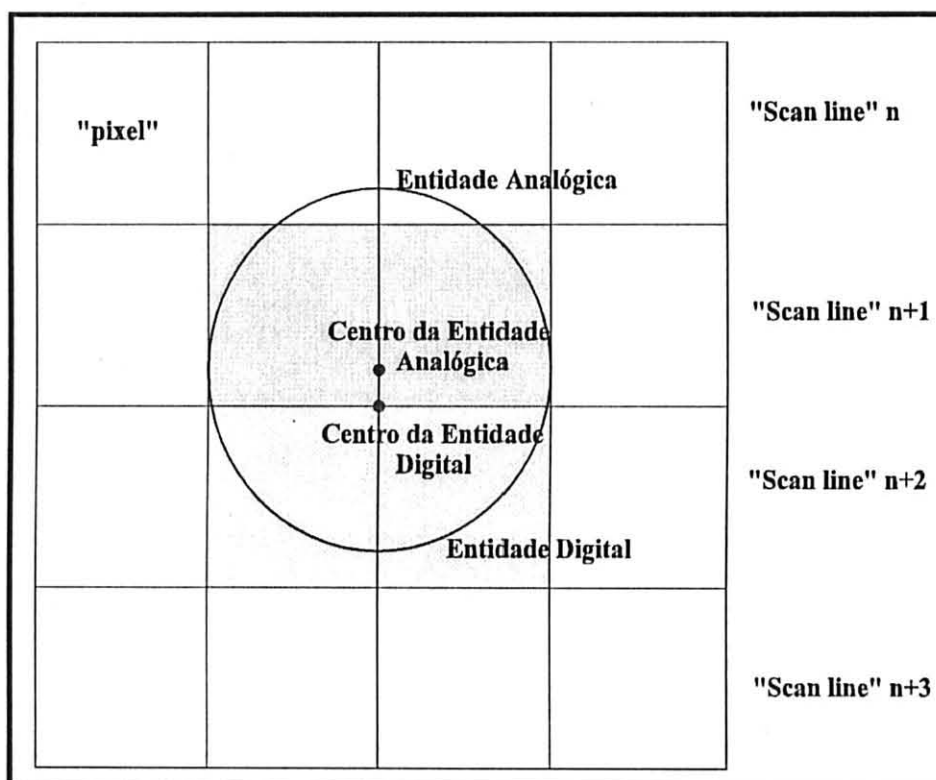 "pixel"
"Scan line" n
Entidade Analógica
"Scan line" n+1
Centro da Entidade
Analógica
Centro da Entidade
Digital
"Scan line" n+2
Entidade Digital
"Scan line" n+3